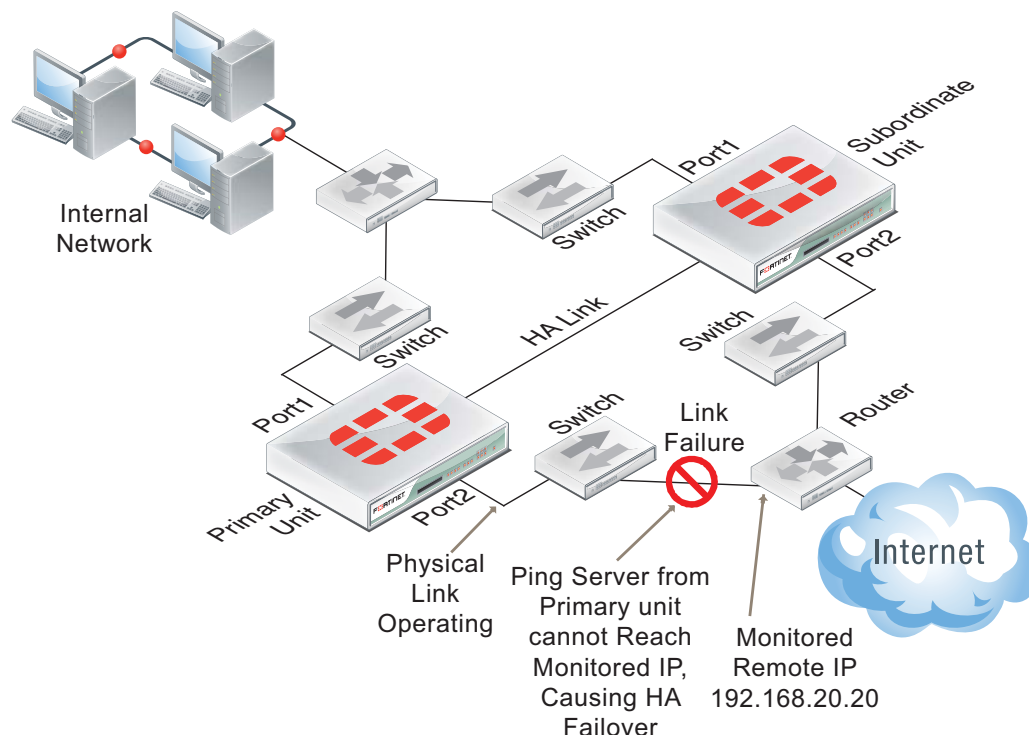 Internal
Network
Switch
Port1
Subordinate
Unit
FORTINET
Port2
Switch
HA Link
Switch
Port1
Primary
Unit
FORTINET
Port2
Switch
Link
Failure
Router
Internet
Physical
Link
Operating
Ping Server from
Primary unit
cannot Reach
Monitored IP,
Causing HA
Failover
Monitored
Remote IP
192.168.20.20